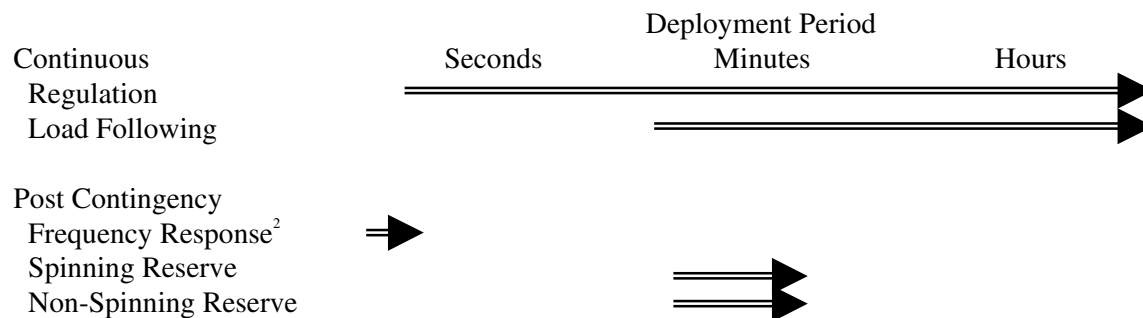 Deployment Period
Continuous Seconds Minutes Hours
Regulation
Load Following
Post Contingency
Frequency Response2
Spinning Reserve
Non-Spinning Reserve